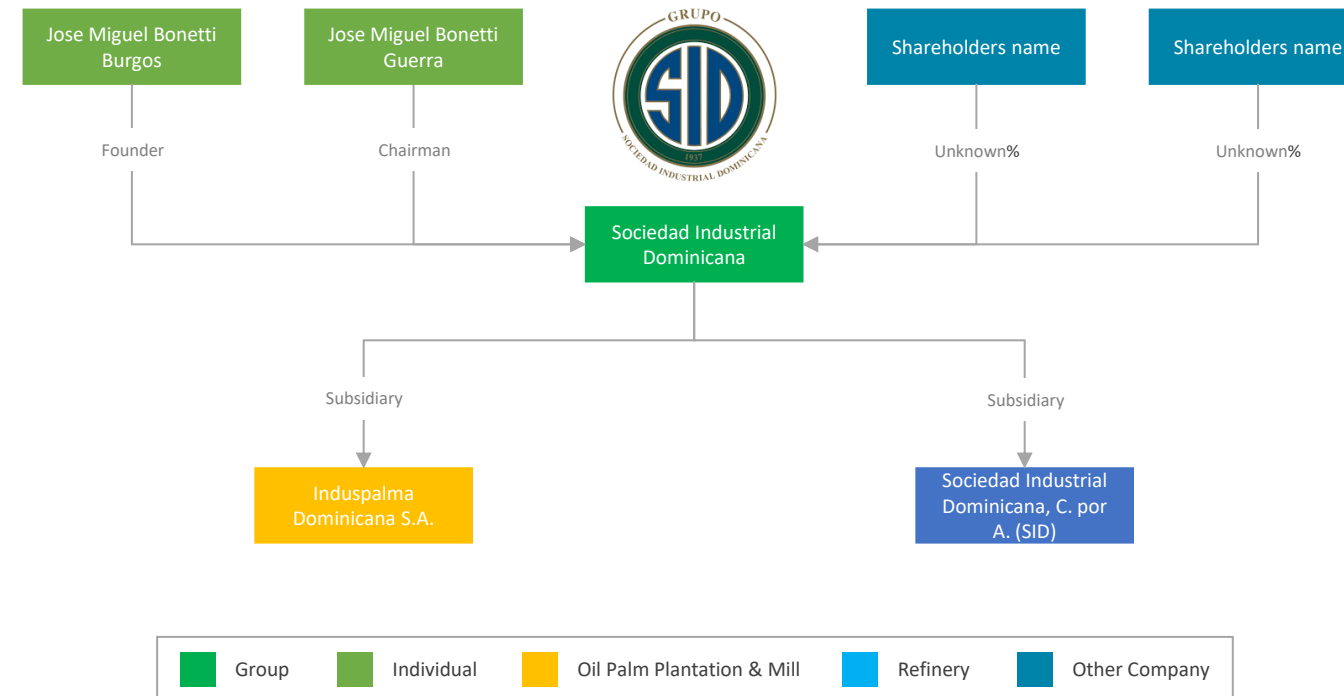 Jose Miguel Bonetti
Burgos
Jose Miguel Bonetti
Guerra
GRUPO
SID
1937
SOCIEDAD INDUSTRIAL DOMINICANA
Shareholders name
Shareholders name
Founder
Chairman
Unknown%
Unknown%
Sociedad Industrial
Dominicana
Subsidiary
Subsidiary
Induspalma
Dominicana S.A.
Sociedad Industrial
Dominicana, C. por
A. (SID)
Group
Individual
Oil Palm Plantation & Mill
Refinery
Other Company